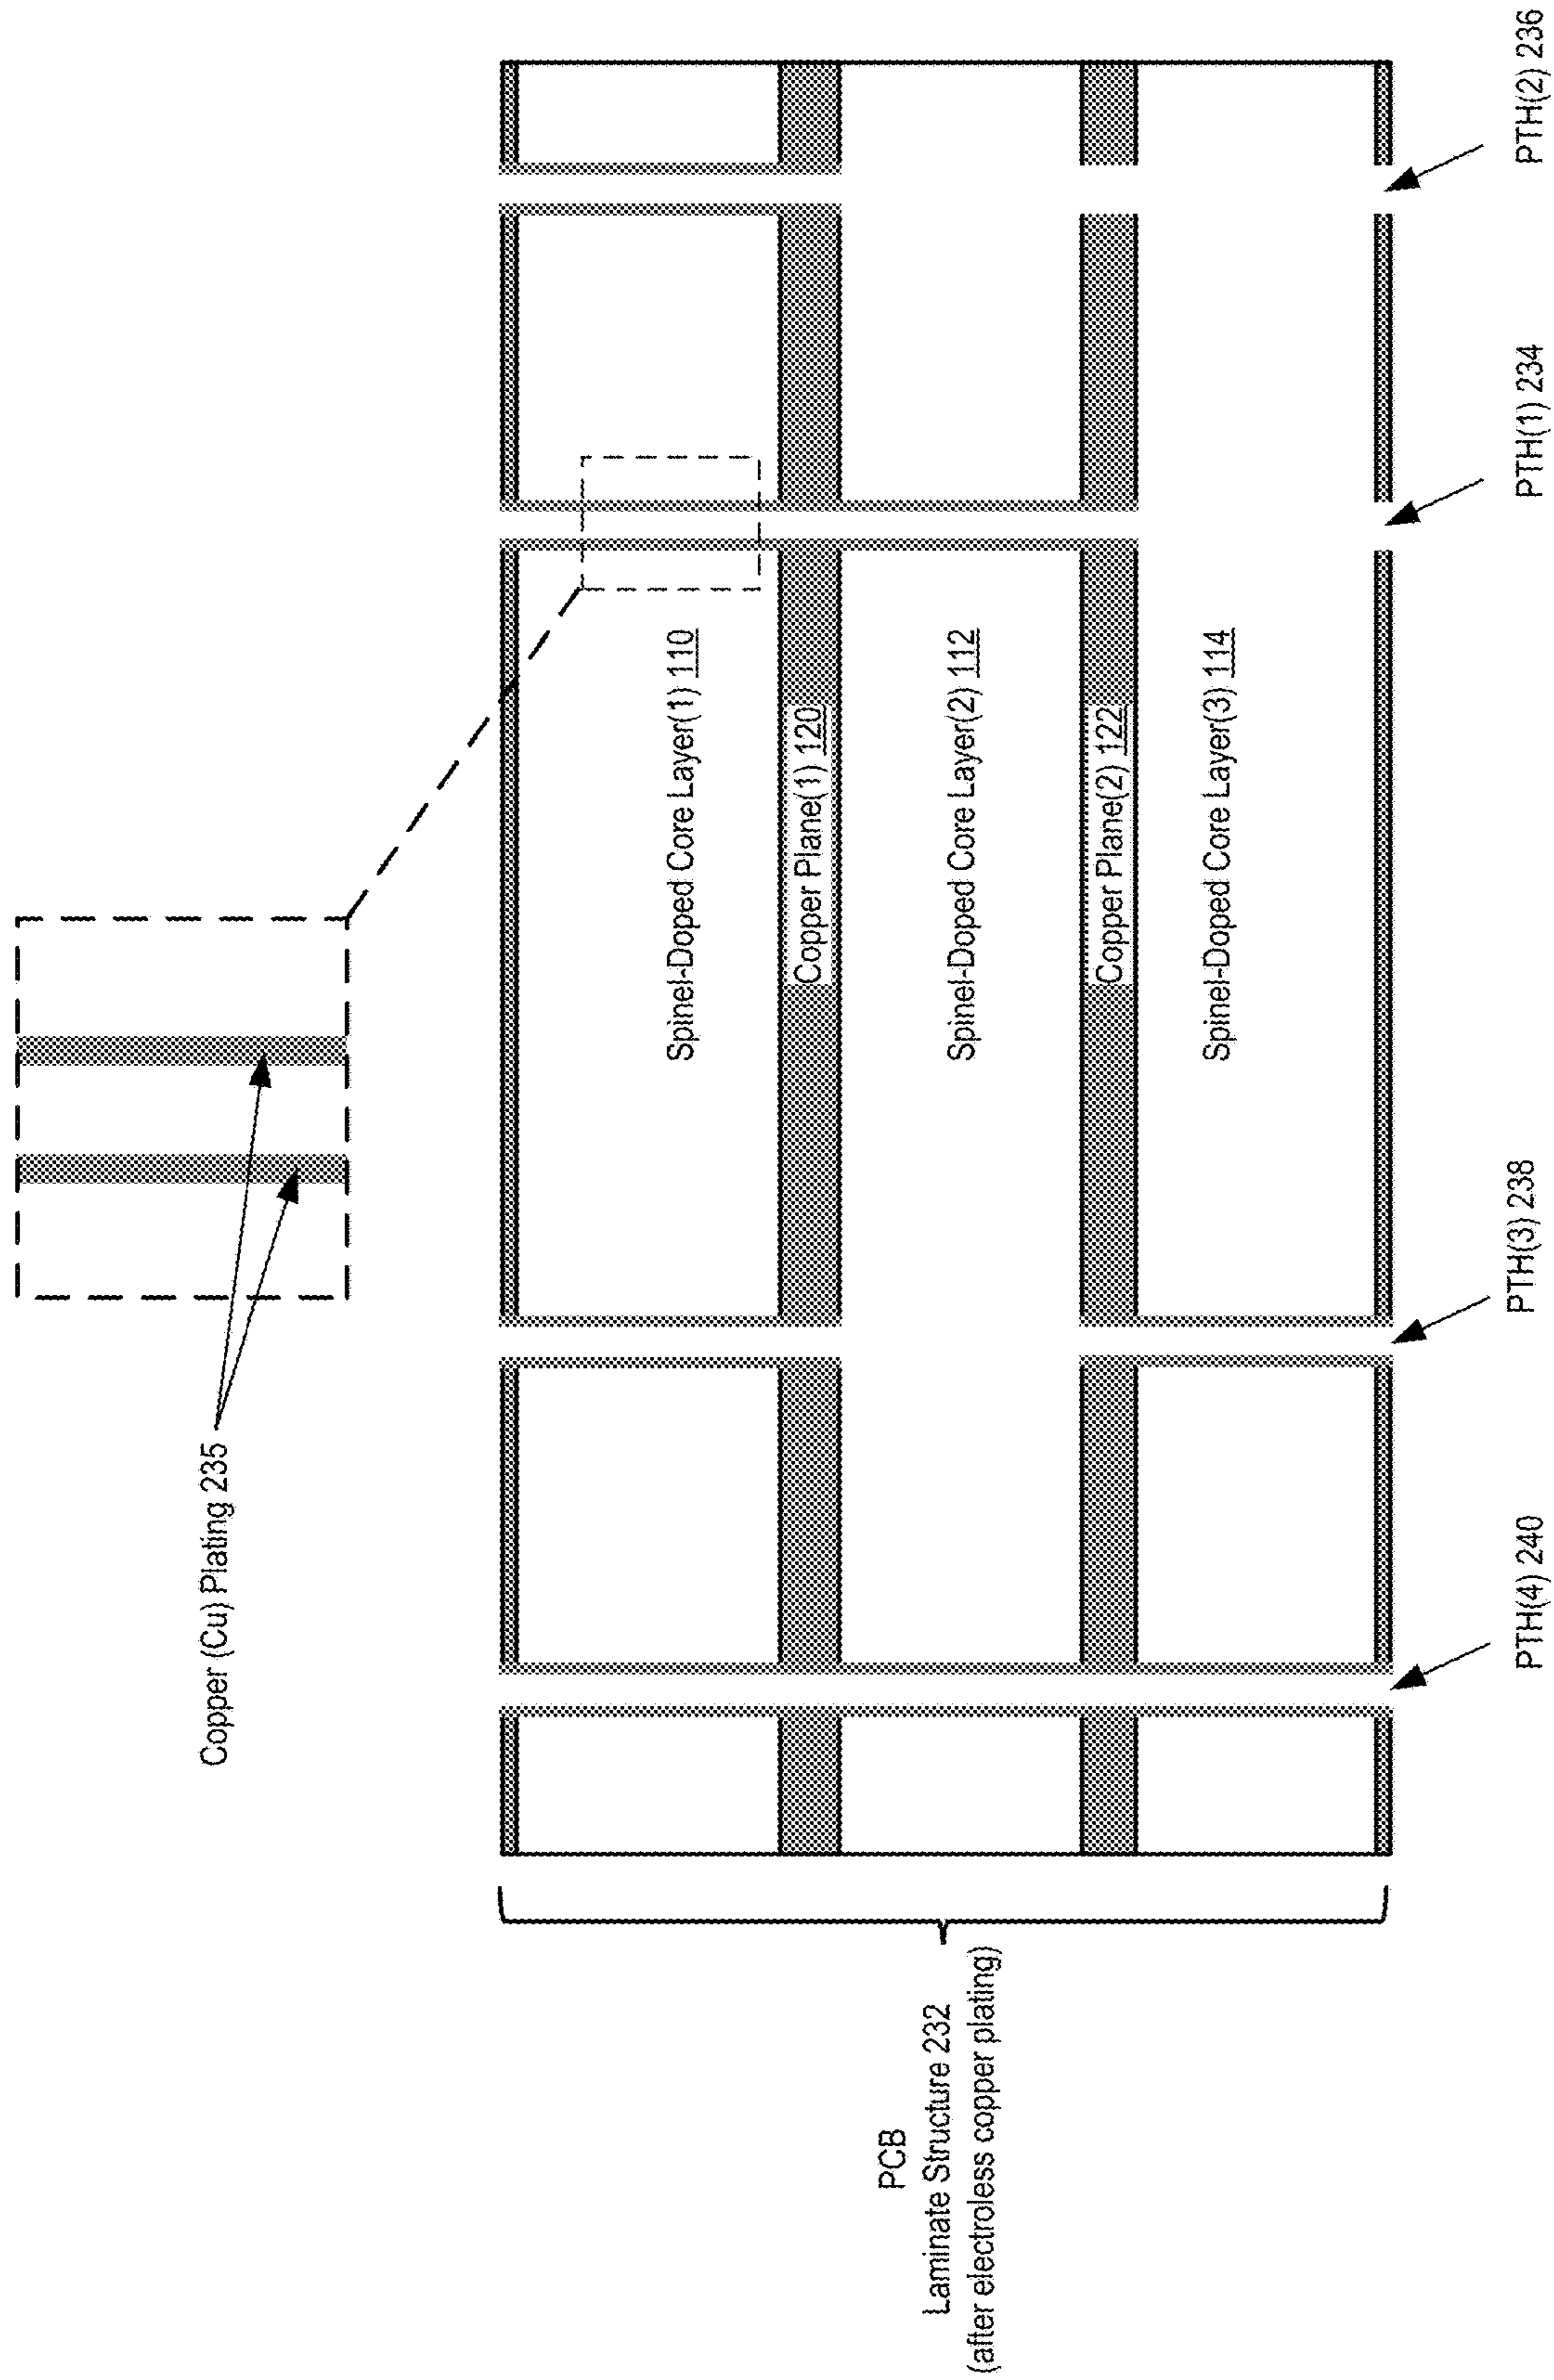 Copper (Cu) Plating 235
PCB
Laminate Structure 232
(after electroless copper plating)
Spinel-Doped Core Layer(1) 110
Copper Plane(1) 120
Spinel-Doped Core Layer(2) 112
Copper Plane(2) 122
Spinel-Doped Core Layer(3) 114
PTH(4) 240
PTH(3) 238
PTH(1) 234
PTH(2) 236